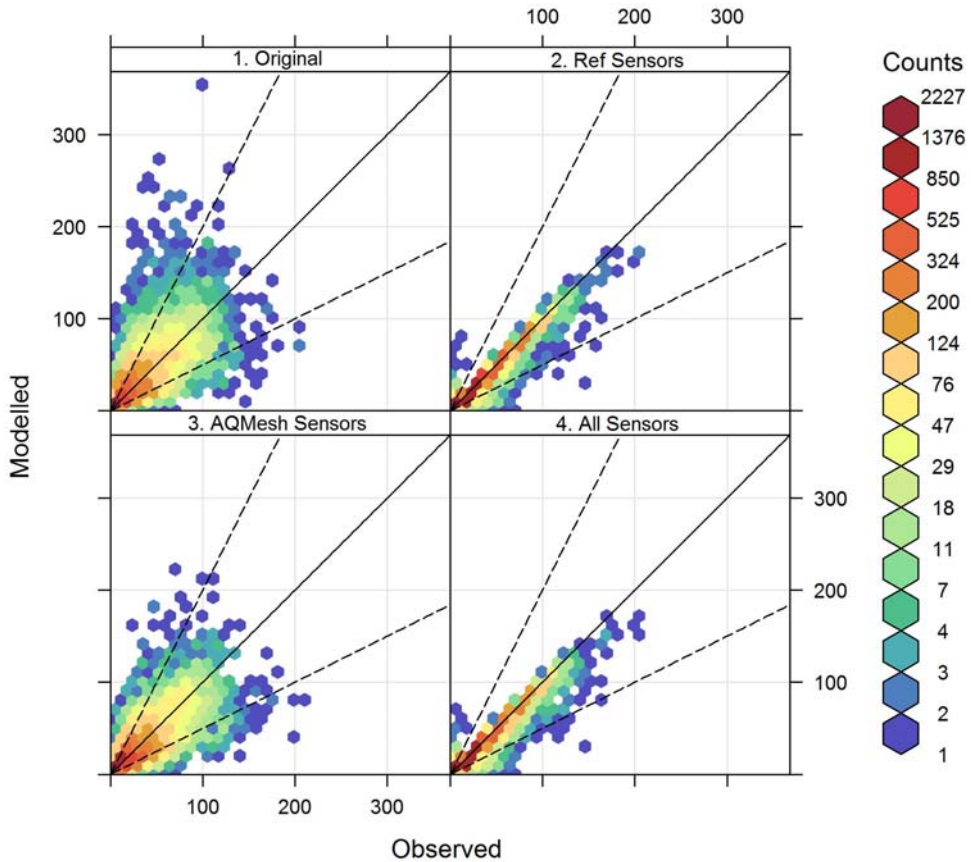 100 200 300
1. Original
2. Ref Sensors
300
200
100
3. AQMesh Sensors
4. All Sensors
300
200
100
100 200 300
Modelled
Observed
Counts
2227
1376
850
525
324
200
124
76
47
29
18
11
7
4
3
2
1